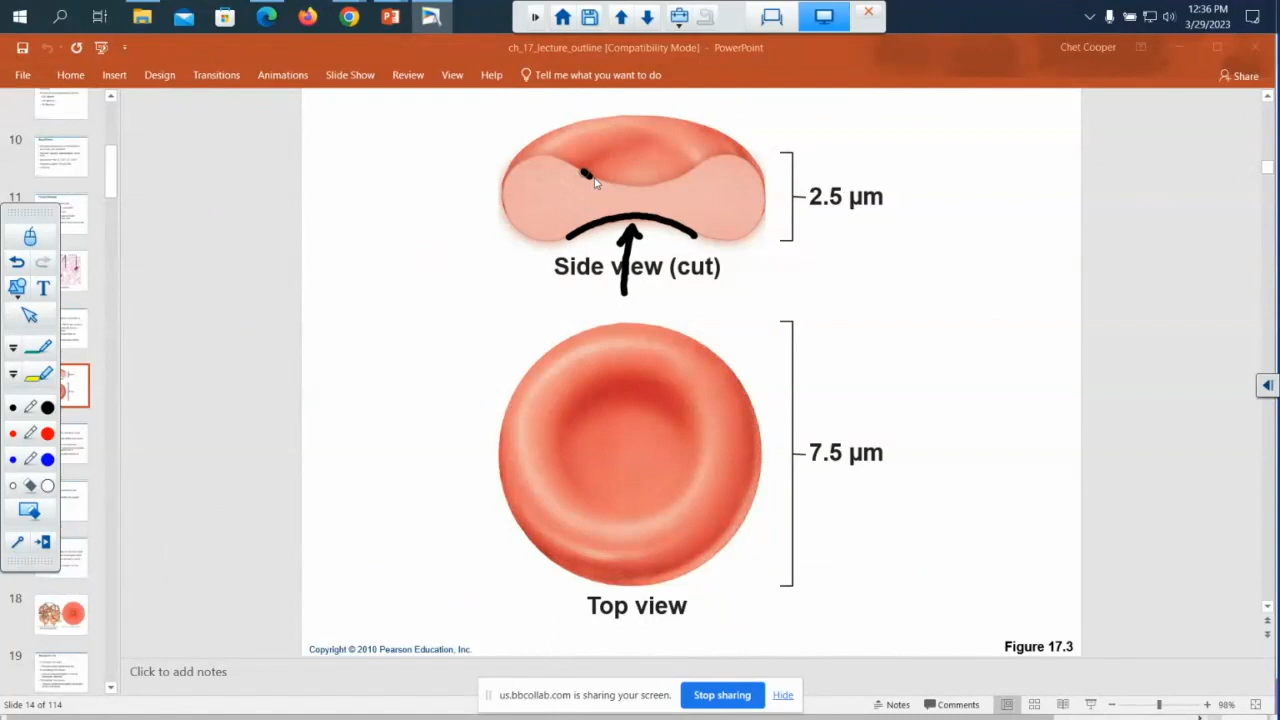 12:36 PM
3/29/2023
ch_17_lecture_outline [Compatibility Mode] - PowerPoint
Chet Cooper
File Home Insert Design Transitions Animations Slide Show Review View Help Tell me what you want to do
Share
10
11
T
18
19
2.5 µm
Side view (cut)
7.5 µm
Top view
Copyright © 2010 Pearson Education, Inc.
Figure 17.3
Click to add notes
us.bbcollab.com is sharing your screen. Stop sharing Hide
Slide 14 of 114
Notes Comments 98%